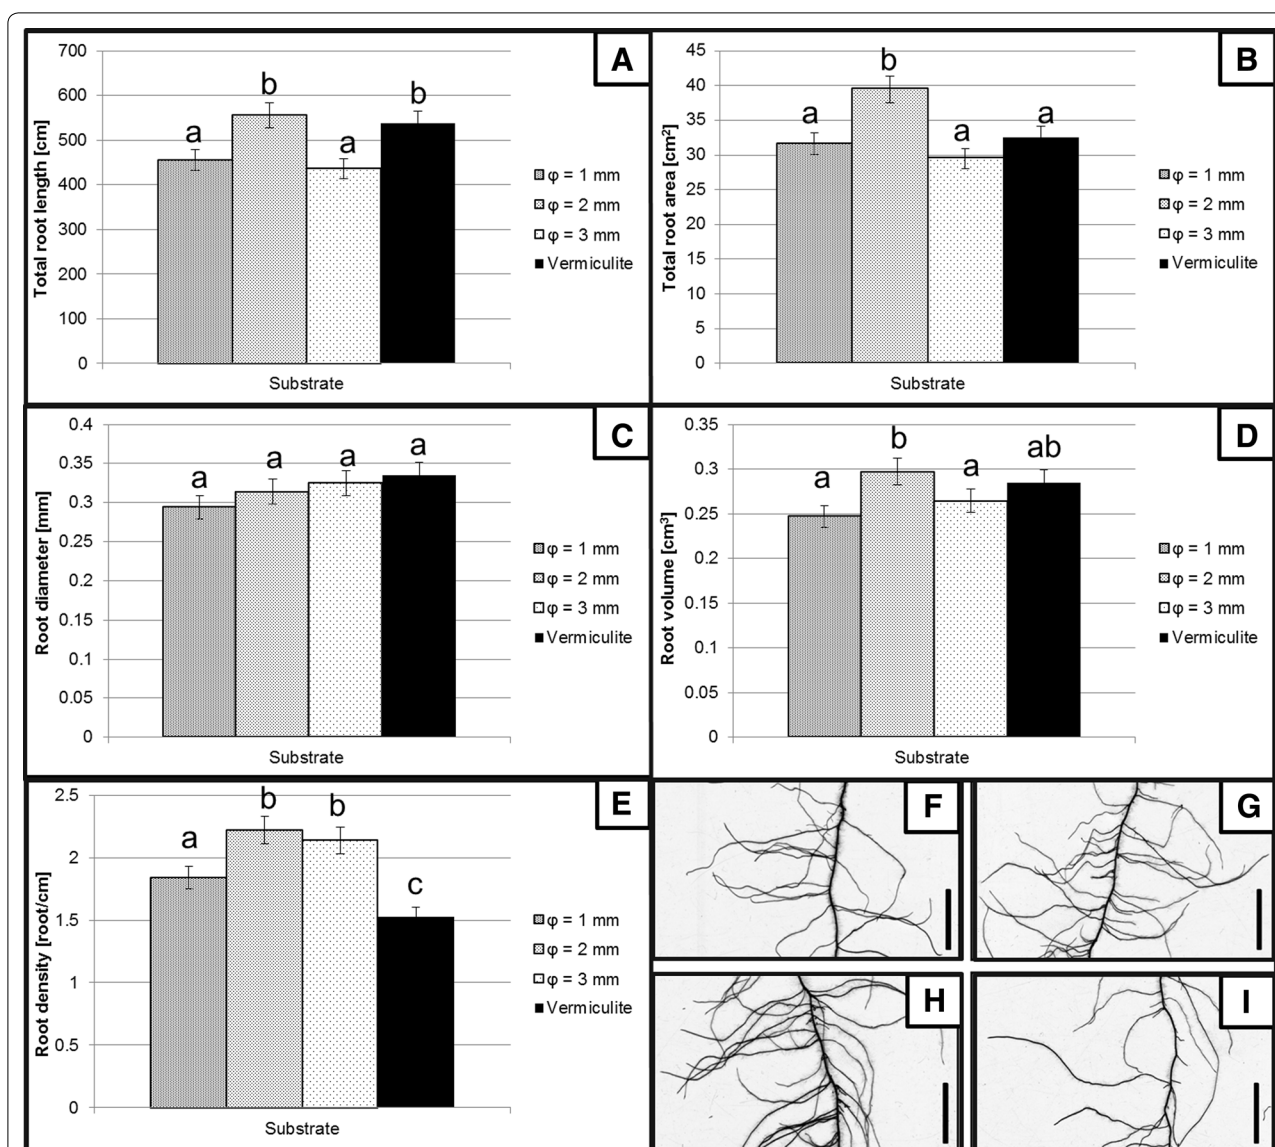 A
Total root length [cm]
700
600
500
400
300
200
100
0
a
b
a
b
Substrate
φ = 1 mm
φ = 2 mm
φ = 3 mm
Vermiculite
B
Total root area [cm²]
45
40
35
30
25
20
15
10
5
0
a
b
a
a
Substrate
φ = 1 mm
φ = 2 mm
φ = 3 mm
Vermiculite
C
Root diameter [mm]
0.4
0.35
0.3
0.25
0.2
0.15
0.1
0.05
0
a
a
a
a
Substrate
φ = 1 mm
φ = 2 mm
φ = 3 mm
Vermiculite
D
Root volume [cm³]
0.35
0.3
0.25
0.2
0.15
0.1
0.05
0
a
b
a
ab
Substrate
φ = 1 mm
φ = 2 mm
φ = 3 mm
Vermiculite
E
Root density [root/cm]
2.5
2
1.5
1
0.5
0
a
b
b
c
Substrate
φ = 1 mm
φ = 2 mm
φ = 3 mm
Vermiculite
F
G
H
I